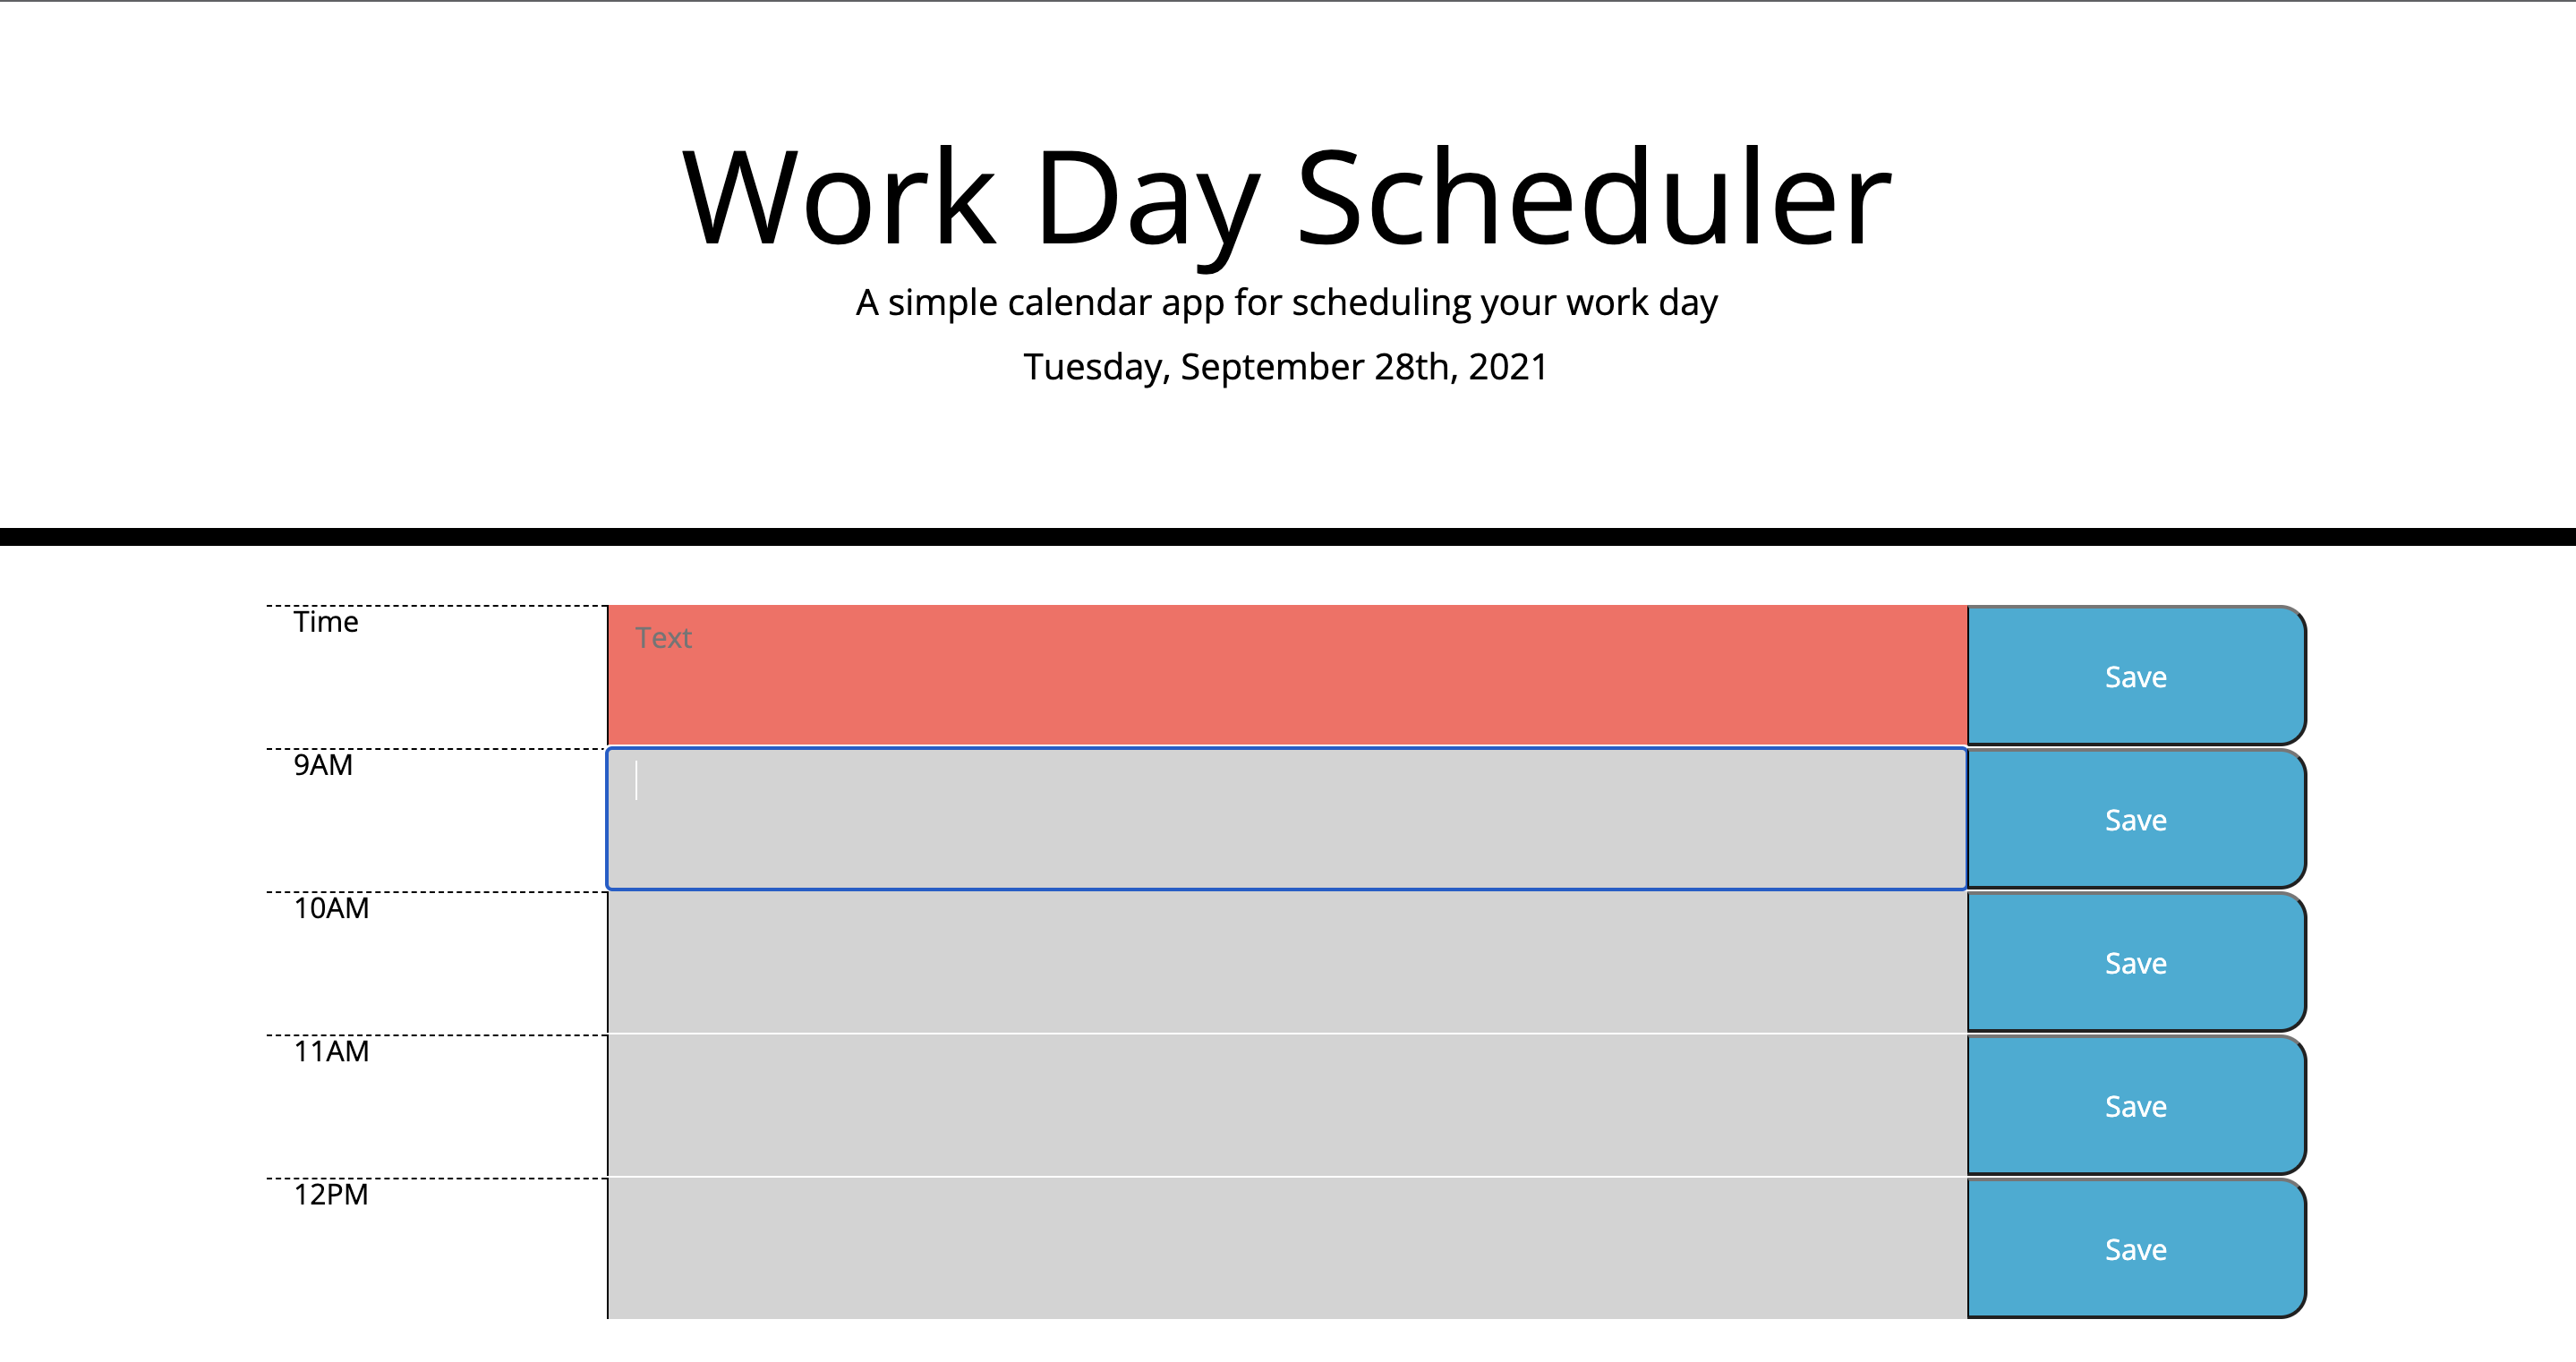 Work Day Scheduler
A simple calendar app for scheduling your work day
Tuesday, September 28th, 2021
Time
Text
Save
9AM
Save
10AM
Save
11AM
Save
12PM
Save